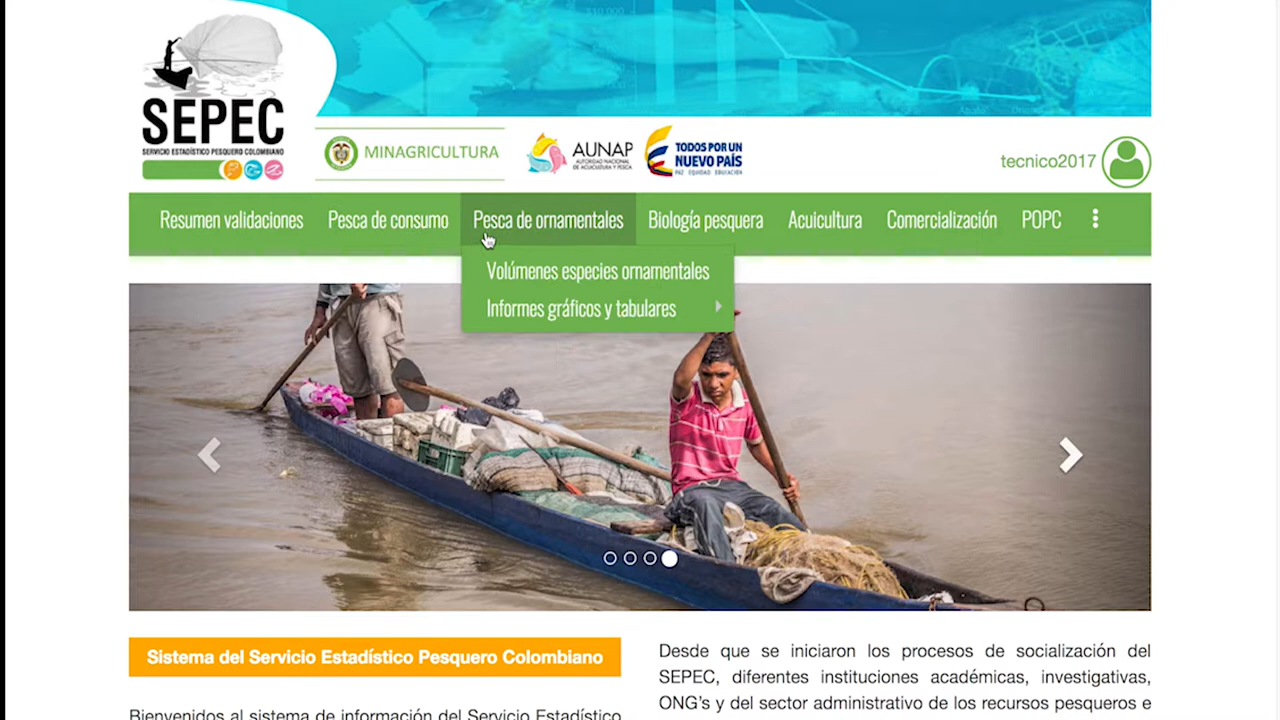 SEPEC
SERVICIO ESTADÍSTICO PESQUERO COLOMBIANO
MINAGRICULTURA
AUNAP
AUTORIDAD NACIONAL
DE ACUICULTURA Y PESCA
TODOS POR UN
NUEVO PAÍS
PAZ EQUIDAD EDUCACIÓN
tecnico2017
Resumen validaciones
Pesca de consumo
Pesca de ornamentales
Biología pesquera
Acuicultura
Comercialización
POPC
Volúmenes especies ornamentales
Informes gráficos y tabulares
Sistema del Servicio Estadístico Pesquero Colombiano
Bienvenidos al sistema de información del Servicio Estadístico
Desde que se iniciaron los procesos de socialización del
SEPEC, diferentes instituciones académicas, investigativas,
ONG's y del sector administrativo de los recursos pesqueros e